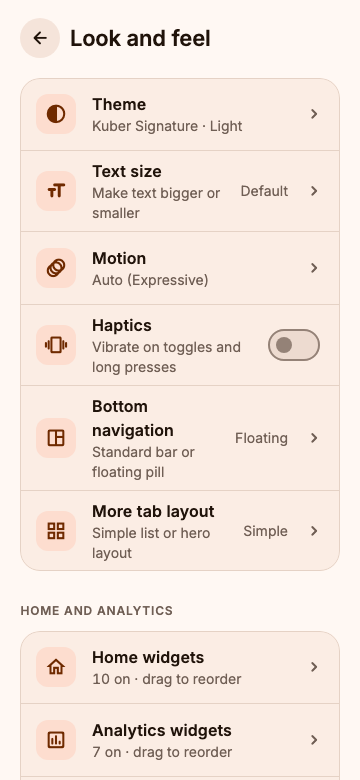 Look and feel
Theme
Kuber Signature · Light
Text size
Make text bigger or
smaller
Default
Motion
Auto (Expressive)
Haptics
Vibrate on toggles and
long presses
Bottom
navigation
Standard bar or
floating pill
Floating
More tab layout
Simple list or hero
layout
Simple
HOME AND ANALYTICS
Home widgets
10 on · drag to reorder
Analytics widgets
7 on · drag to reorder